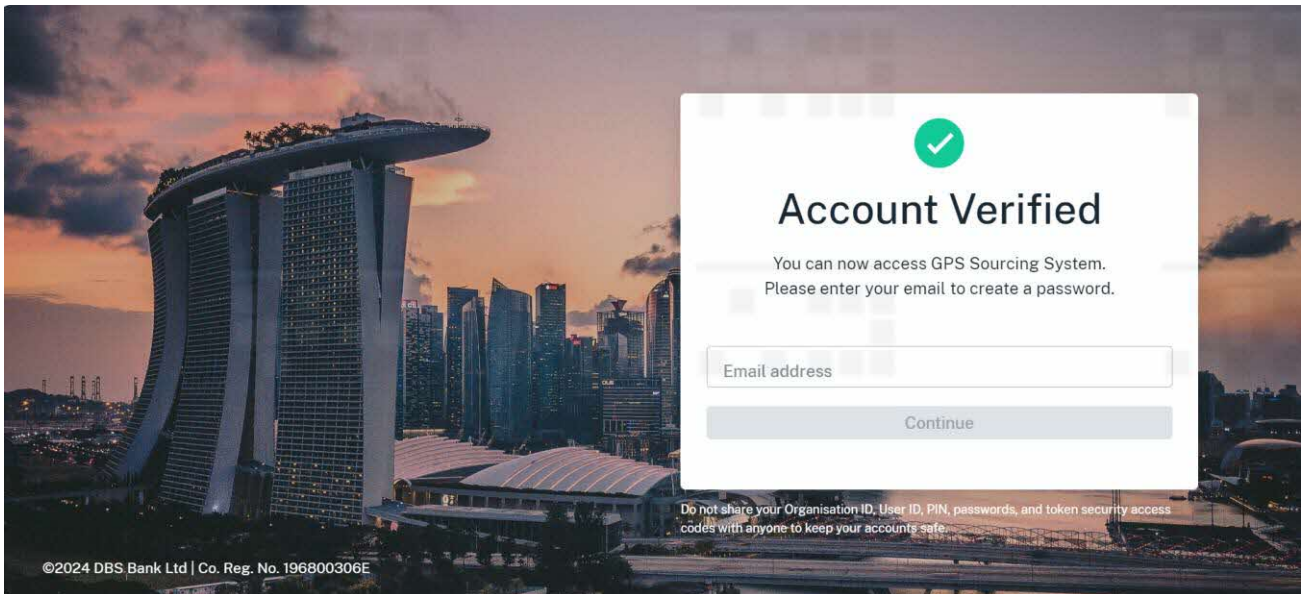 Account Verified
You can now access GPS Sourcing System.
Please enter your email to create a password.
Email address
Continue
Do not share your Organisation ID, User ID, PIN, passwords, and token security access
codes with anyone to keep your accounts safe.
©2024 DBS Bank Ltd | Co. Reg. No. 196800306E